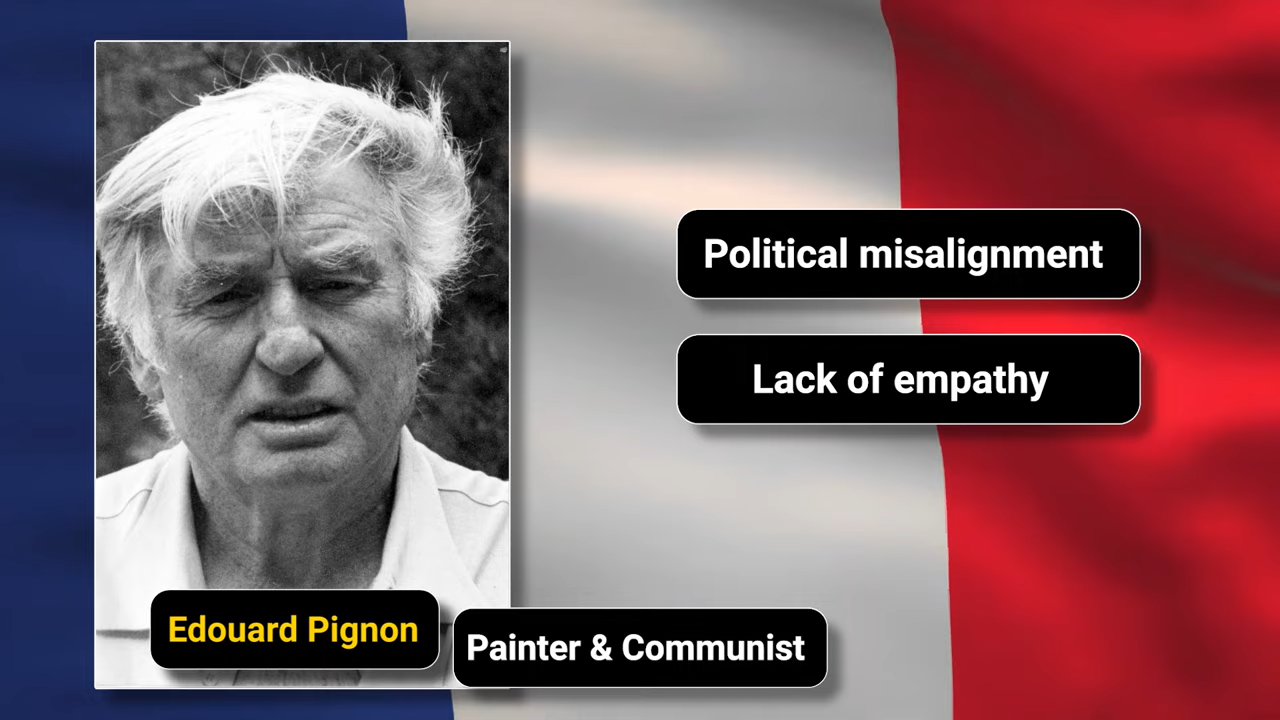 Political misalignment
Lack of empathy
Edouard Pignon
Painter & Communist